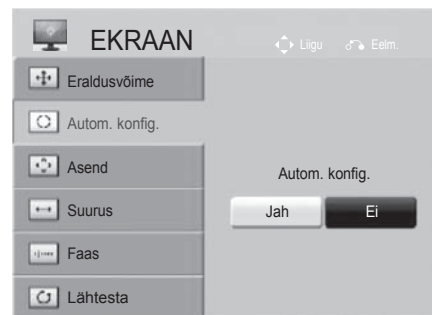 EKRAAN
Liigu Eelm.
Eraldusvõime
Autom. konfig.
Asend
Suurus
Faas
Lähtesta
Autom. konfig.
Jah Ei